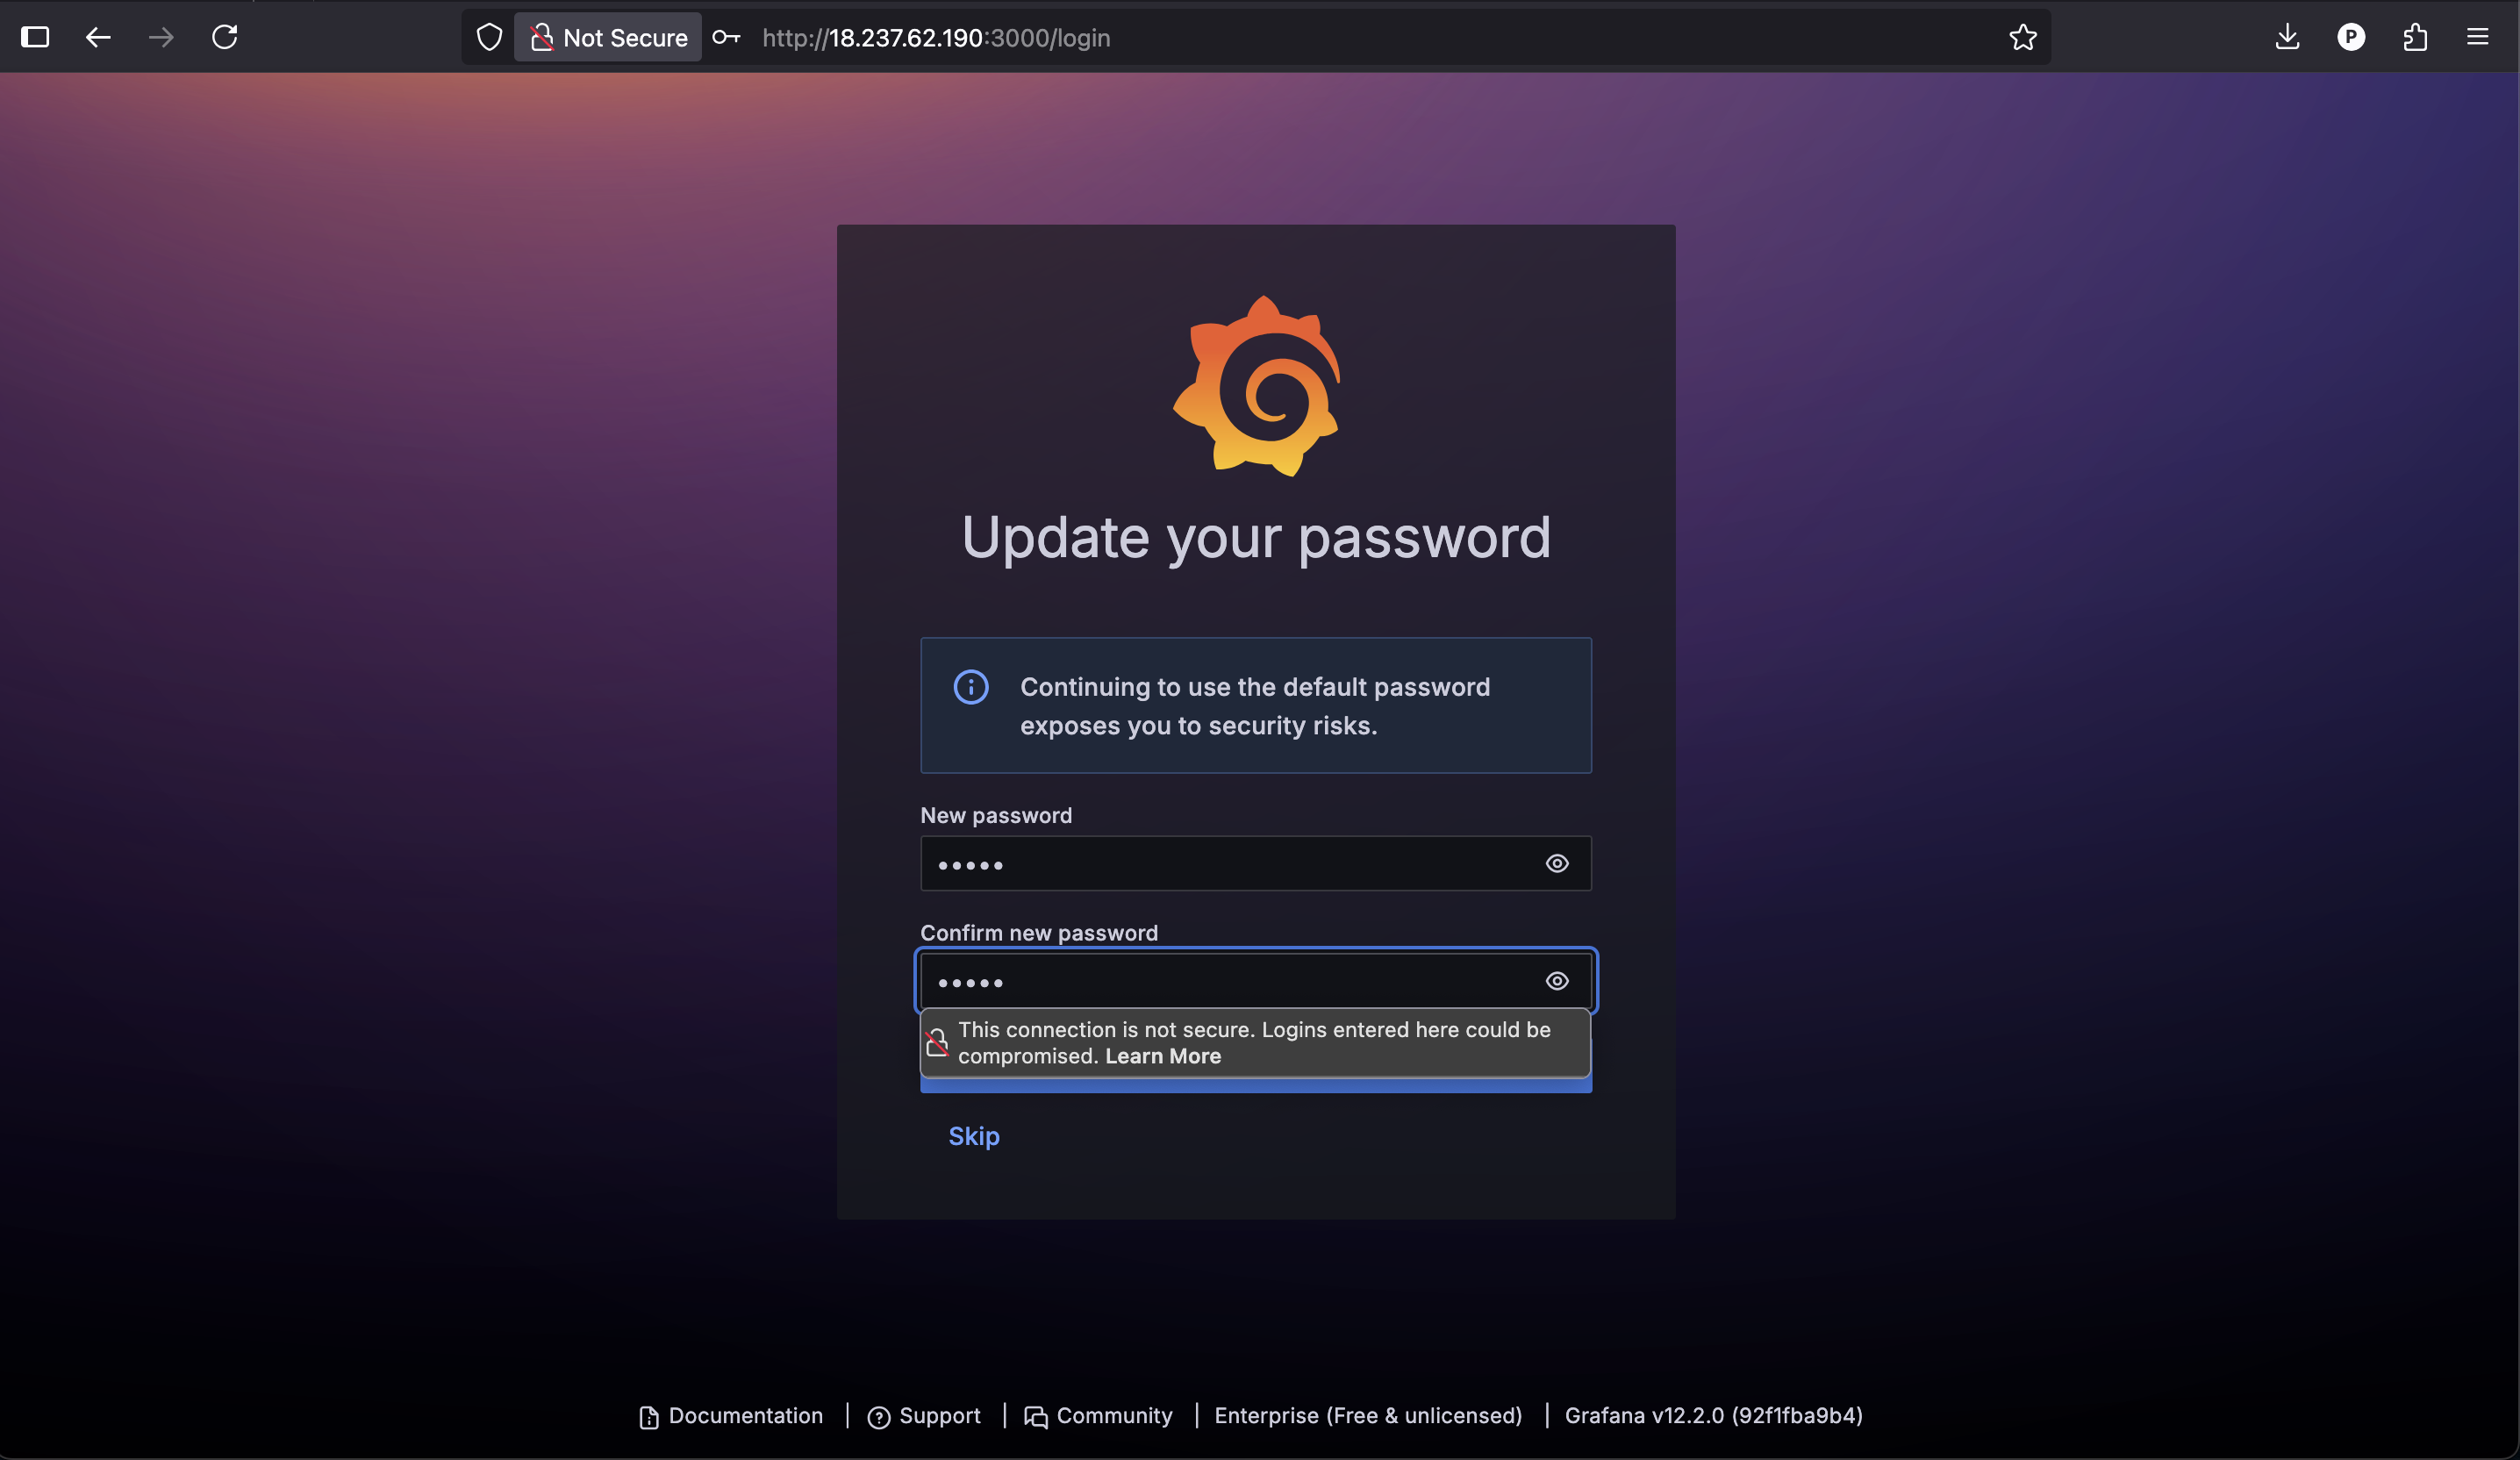 Not Secure
http://18.237.62.190:3000/login
P
Update your password
Continuing to use the default password
exposes you to security risks.
New password
•••••
Confirm new password
•••••
This connection is not secure. Logins entered here could be
compromised. Learn More
Skip
Documentation | Support | Community | Enterprise (Free & unlicensed) | Grafana v12.2.0 (92f1fba9b4)